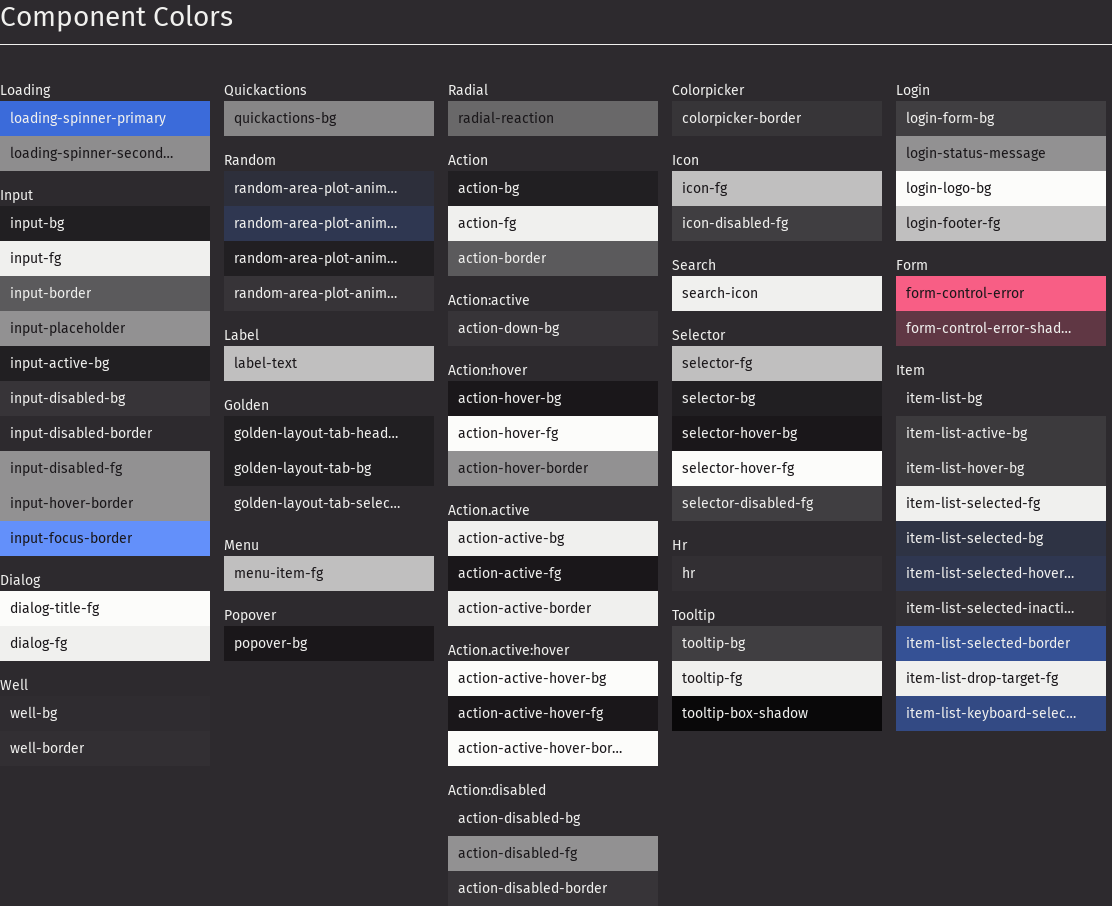 Component Colors
Loading
loading-spinner-primary
loading-spinner-second...
Input
input-bg
input-fg
input-border
input-placeholder
input-active-bg
input-disabled-bg
input-disabled-border
input-disabled-fg
input-hover-border
input-focus-border
Dialog
dialog-title-fg
dialog-fg
Well
well-bg
well-border
Quickactions
quickactions-bg
Random
random-area-plot-anim...
random-area-plot-anim...
random-area-plot-anim...
random-area-plot-anim...
Label
label-text
Golden
golden-layout-tab-head...
golden-layout-tab-bg
golden-layout-tab-selec...
Menu
menu-item-fg
Popover
popover-bg
Radial
radial-reaction
Action
action-bg
action-fg
action-border
Action:active
action-down-bg
Action:hover
action-hover-bg
action-hover-fg
action-hover-border
Action.active
action-active-bg
action-active-fg
action-active-border
Action.active:hover
action-active-hover-bg
action-active-hover-fg
action-active-hover-bor...
Action:disabled
action-disabled-bg
action-disabled-fg
action-disabled-border
Colorpicker
colorpicker-border
Icon
icon-fg
icon-disabled-fg
Search
search-icon
Selector
selector-fg
selector-bg
selector-hover-bg
selector-hover-fg
selector-disabled-fg
Hr
hr
Tooltip
tooltip-bg
tooltip-fg
tooltip-box-shadow
Login
login-form-bg
login-status-message
login-logo-bg
login-footer-fg
Form
form-control-error
form-control-error-shad...
Item
item-list-bg
item-list-active-bg
item-list-hover-bg
item-list-selected-fg
item-list-selected-bg
item-list-selected-hover...
item-list-selected-inacti...
item-list-selected-border
item-list-drop-target-fg
item-list-keyboard-selec...